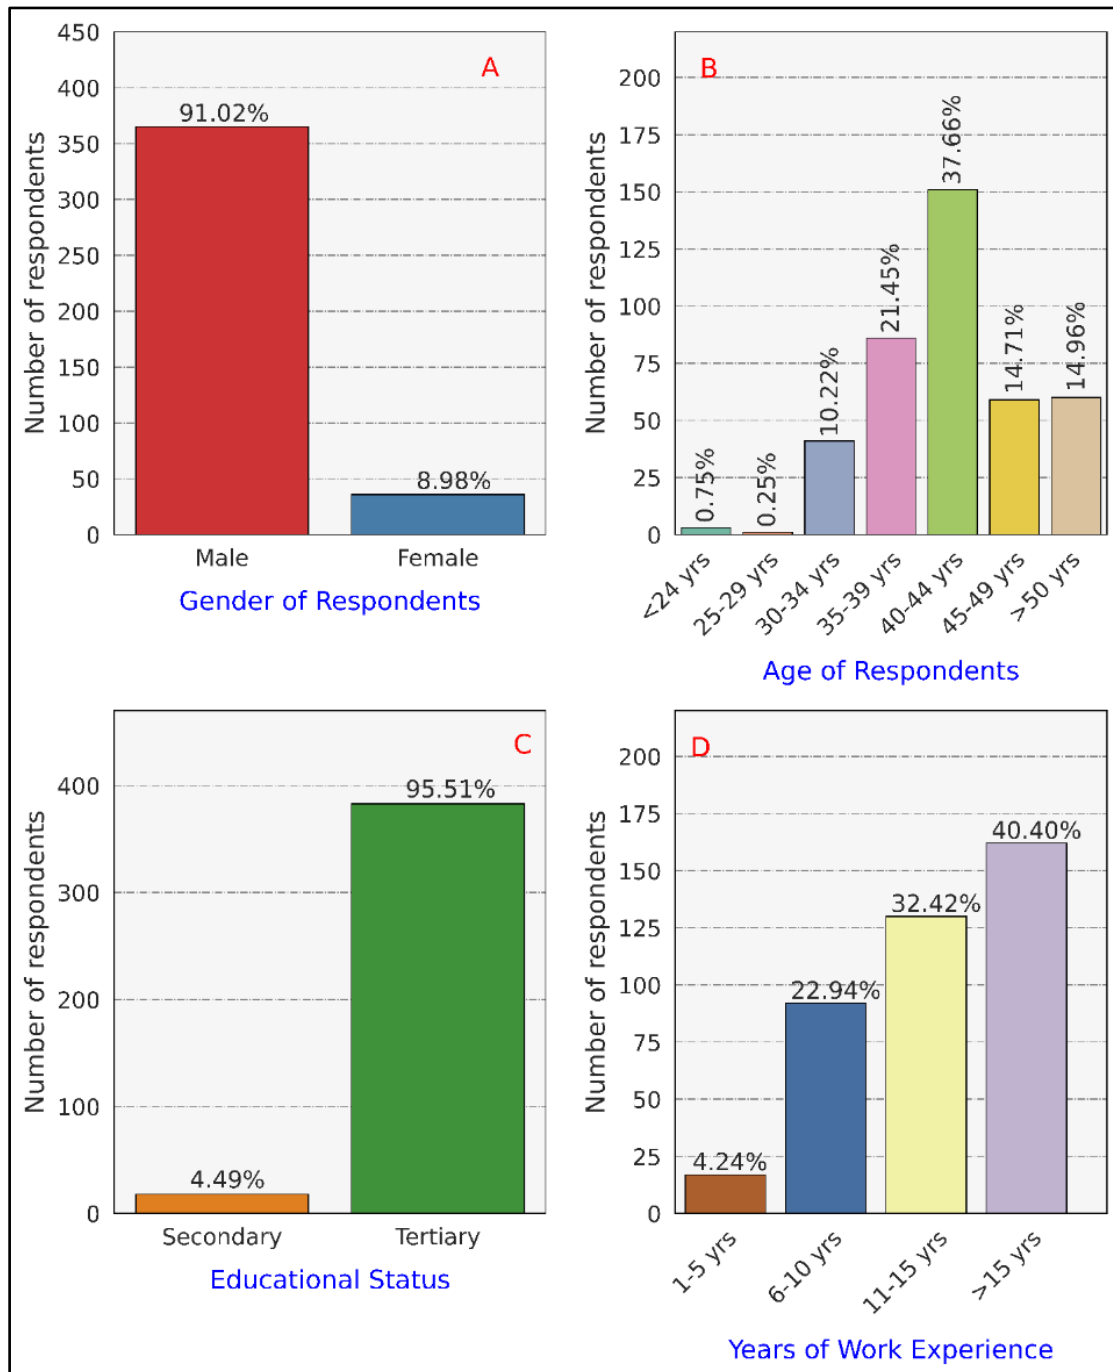 A
Number of respondents
450
400
350
300
250
200
150
100
50
0
91.02%
8.98%
Male Female
Gender of Respondents
B
Number of respondents
200
175
150
125
100
75
50
25
0
0.75%
0.25%
10.22%
21.45%
37.66%
14.71%
14.96%
<24 yrs
25-29 yrs
30-34 yrs
35-39 yrs
40-44 yrs
45-49 yrs
>50 yrs
Age of Respondents
C
Number of respondents
400
300
200
100
0
4.49%
95.51%
Secondary Tertiary
Educational Status
D
Number of respondents
200
175
150
125
100
75
50
25
0
4.24%
22.94%
32.42%
40.40%
1-5 yrs
6-10 yrs
11-15 yrs
>15 yrs
Years of Work Experience